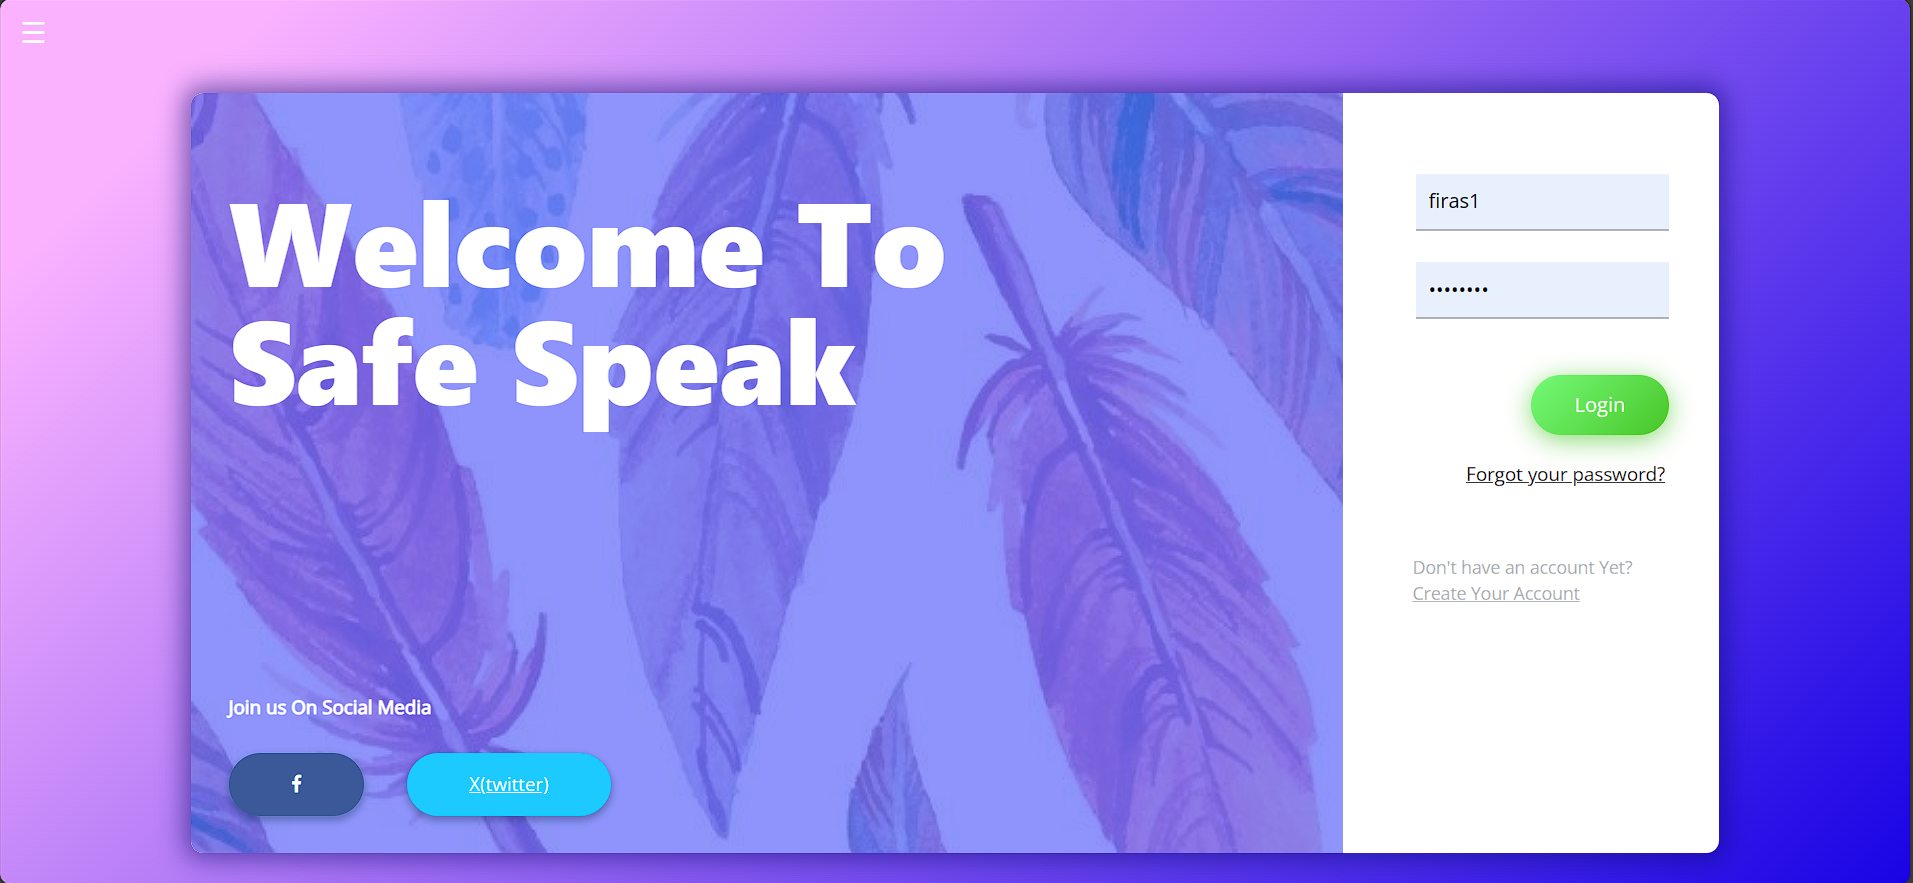 Welcome To
Safe Speak
Join us On Social Media
X(twitter)
firas1
••••••••
Login
Forgot your password?
Don't have an account Yet?
Create Your Account